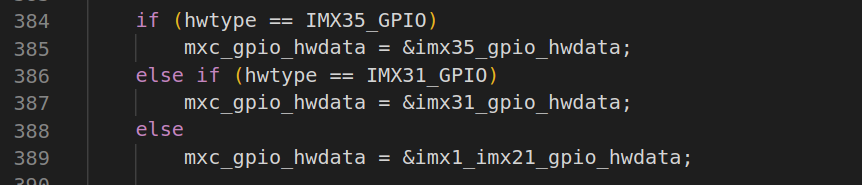 384 if (hwtype == IMX35_GPIO)
385 mxc_gpio_hwdata = &imx35_gpio_hwdata;
386 else if (hwtype == IMX31_GPIO)
387 mxc_gpio_hwdata = &imx31_gpio_hwdata;
388 else
389 mxc_gpio_hwdata = &imx1_imx21_gpio_hwdata;